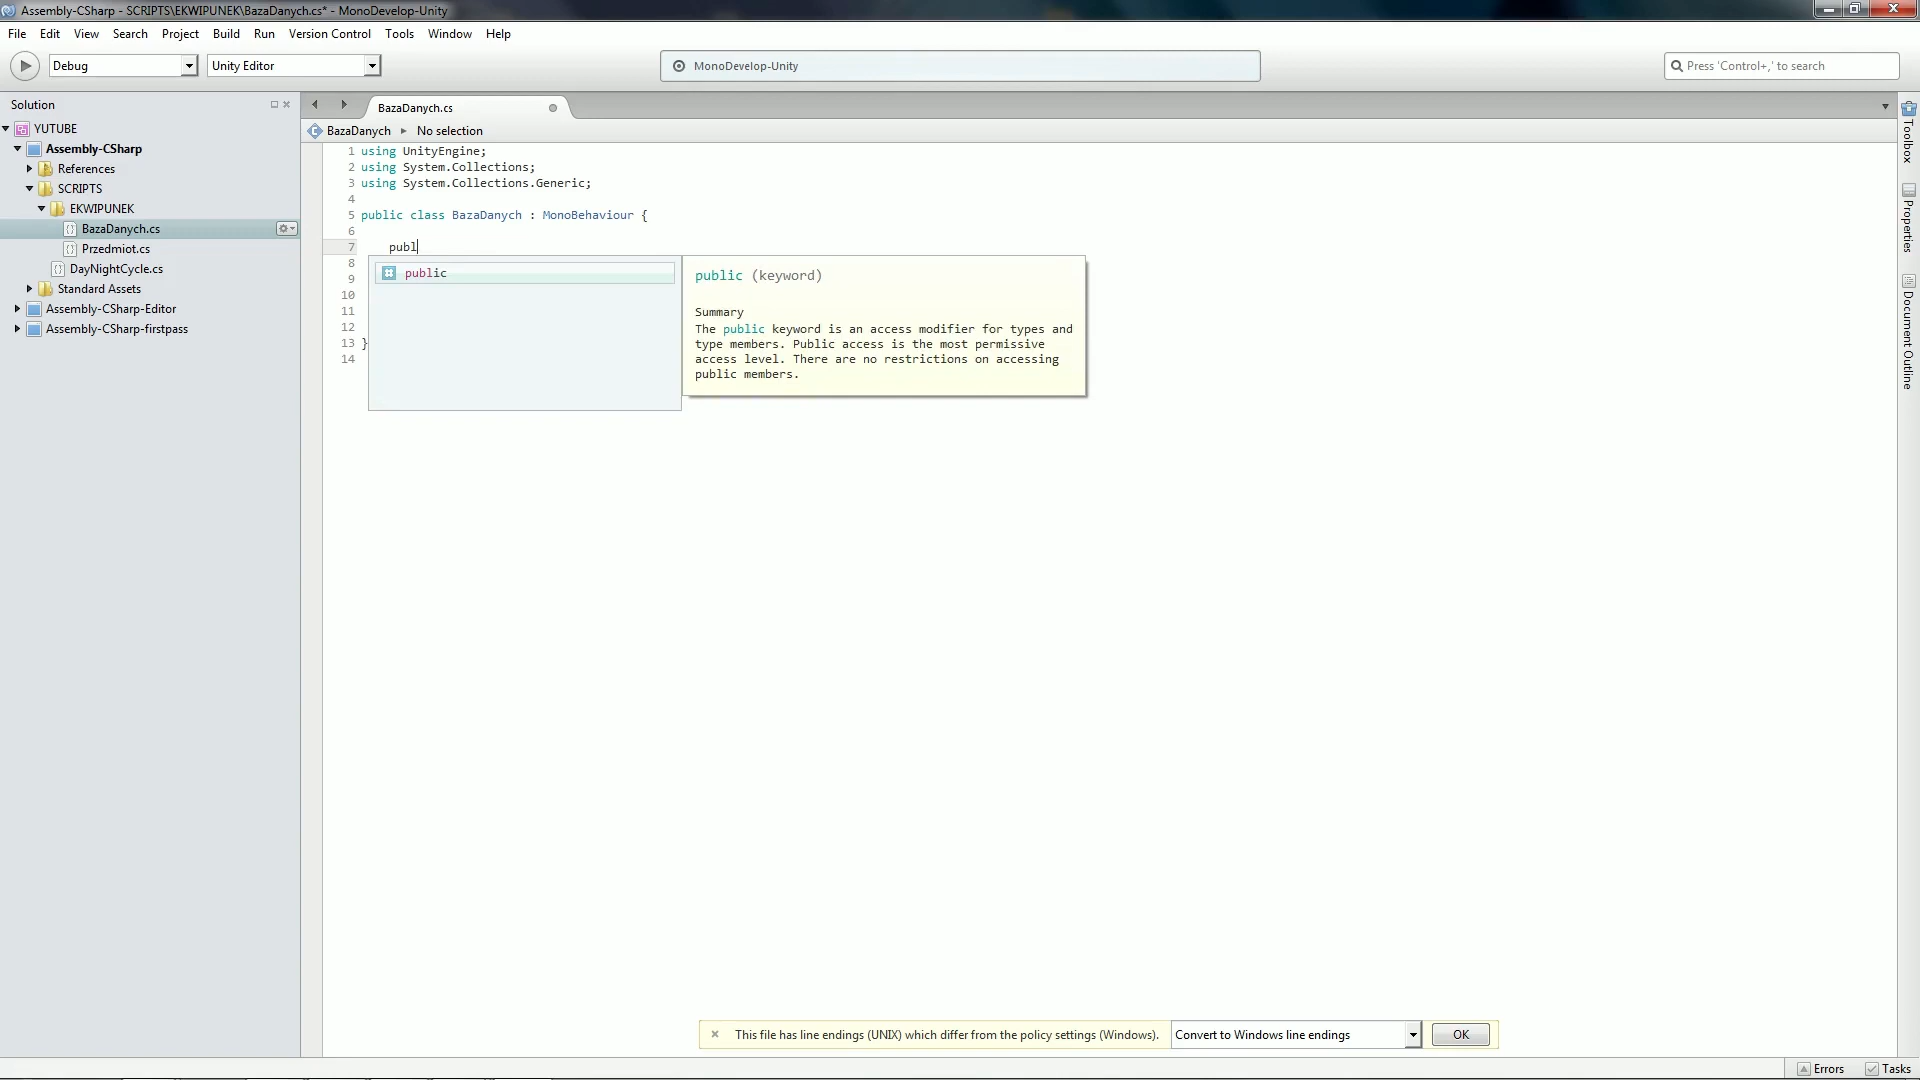 Assembly-CSharp - SCRIPTS\EKWIPUNEK\BazaDanych.cs* - MonoDevelop-Unity
File Edit View Search Project Build Run Version Control Tools Window Help
Debug Unity Editor MonoDevelop-Unity Press 'Control+,' to search
Solution
YUTUBE
Assembly-CSharp
References
SCRIPTS
EKWIPUNEK
BazaDanych.cs
Przedmiot.cs
DayNightCycle.cs
Standard Assets
Assembly-CSharp-Editor
Assembly-CSharp-firstpass
BazaDanych.cs
BazaDanych No selection
1 using UnityEngine;
2 using System.Collections;
3 using System.Collections.Generic;
4
5 public class BazaDanych : MonoBehaviour {
6
7 publ
8
9
10
11
12
13 }
14
public
public (keyword)
Summary
The public keyword is an access modifier for types and
type members. Public access is the most permissive
access level. There are no restrictions on accessing
public members.
Toolbox
Properties
Document Outline
This file has line endings (UNIX) which differ from the policy settings (Windows). Convert to Windows line endings OK
Errors Tasks